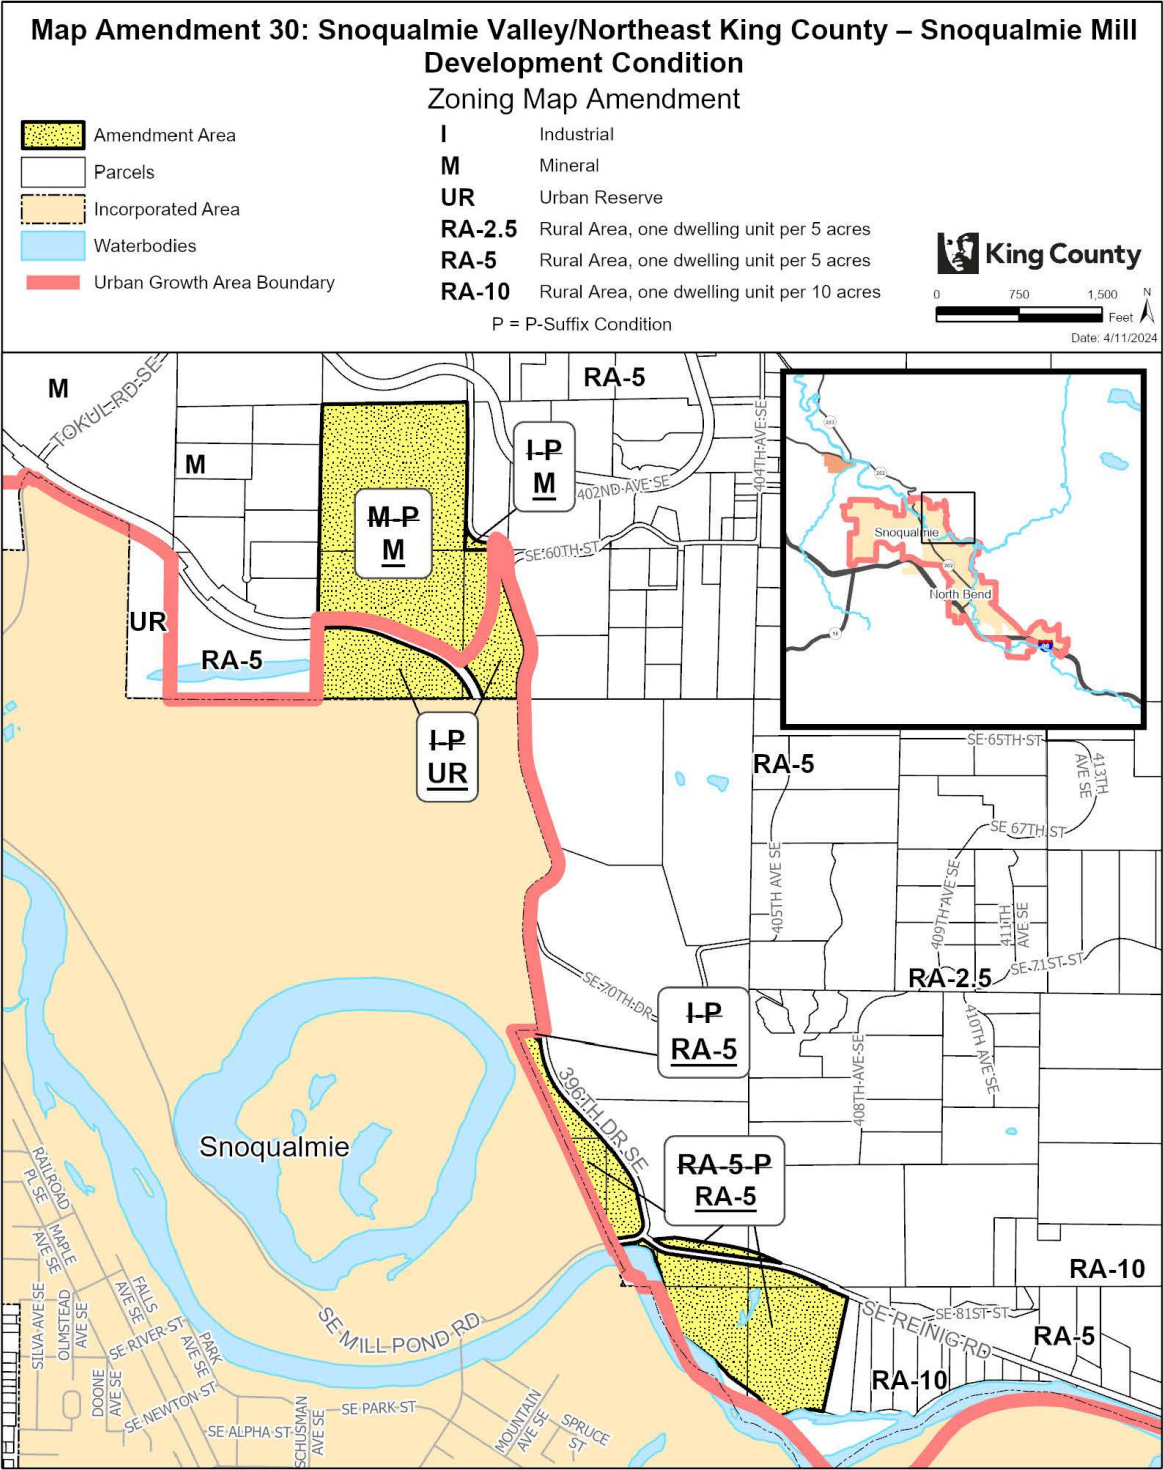 Map Amendment 30: Snoqualmie Valley/Northeast King County – Snoqualmie Mill
Development Condition
Zoning Map Amendment
Amendment Area
Parcels
Incorporated Area
Waterbodies
Urban Growth Area Boundary
I Industrial
M Mineral
UR Urban Reserve
RA-2.5 Rural Area, one dwelling unit per 5 acres
RA-5 Rural Area, one dwelling unit per 5 acres
RA-10 Rural Area, one dwelling unit per 10 acres
P = P-Suffix Condition
King County
0 750 1,500
N
Feet
Date: 4/11/2024
M
TOKUL RD SE
RA-5
M
I-P
M
402ND AVE SE
404TH AVE SE
M-P
M
SE 60TH ST
UR
RA-5
I-P
UR
203
202
Snoqualmie
202
North Bend
18
RA-5
SE 65TH ST
413TH
AVE SE
SE 67TH ST
405TH AVE SE
409TH AVE SE
411TH
AVE SE
SE 71ST ST
RA-2.5
SE 70TH DR
I-P
RA-5
410TH AVE SE
408TH AVE SE
396TH DR SE
Snoqualmie
RA-5-P
RA-5
RAILROAD
PL SE
MAPLE
AVE SE
FALLS
AVE SE
SILVA AVE SE
OLMSTEAD
AVE SE
SE RIVER ST
PARK
AVE SE
SE MILL POND RD
RA-10
SE REINIG RD
SE 81ST ST
RA-5
RA-10
DOONE
AVE SE
SE NEWTON ST
SE ALPHA ST
SCHUSMAN
AVE SE
SE PARK ST
MOUNTAIN
AVE SE
SPRUCE
ST